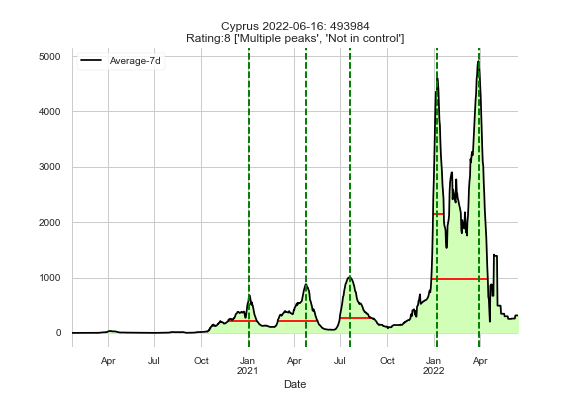 Cyprus 2022-06-16: 493984
Rating:8 ['Multiple peaks', 'Not in control']
Average-7d
5000
4000
3000
2000
1000
0
Apr
Jul
Oct
Jan
2021
Apr
Jul
Oct
Jan
2022
Apr
Date